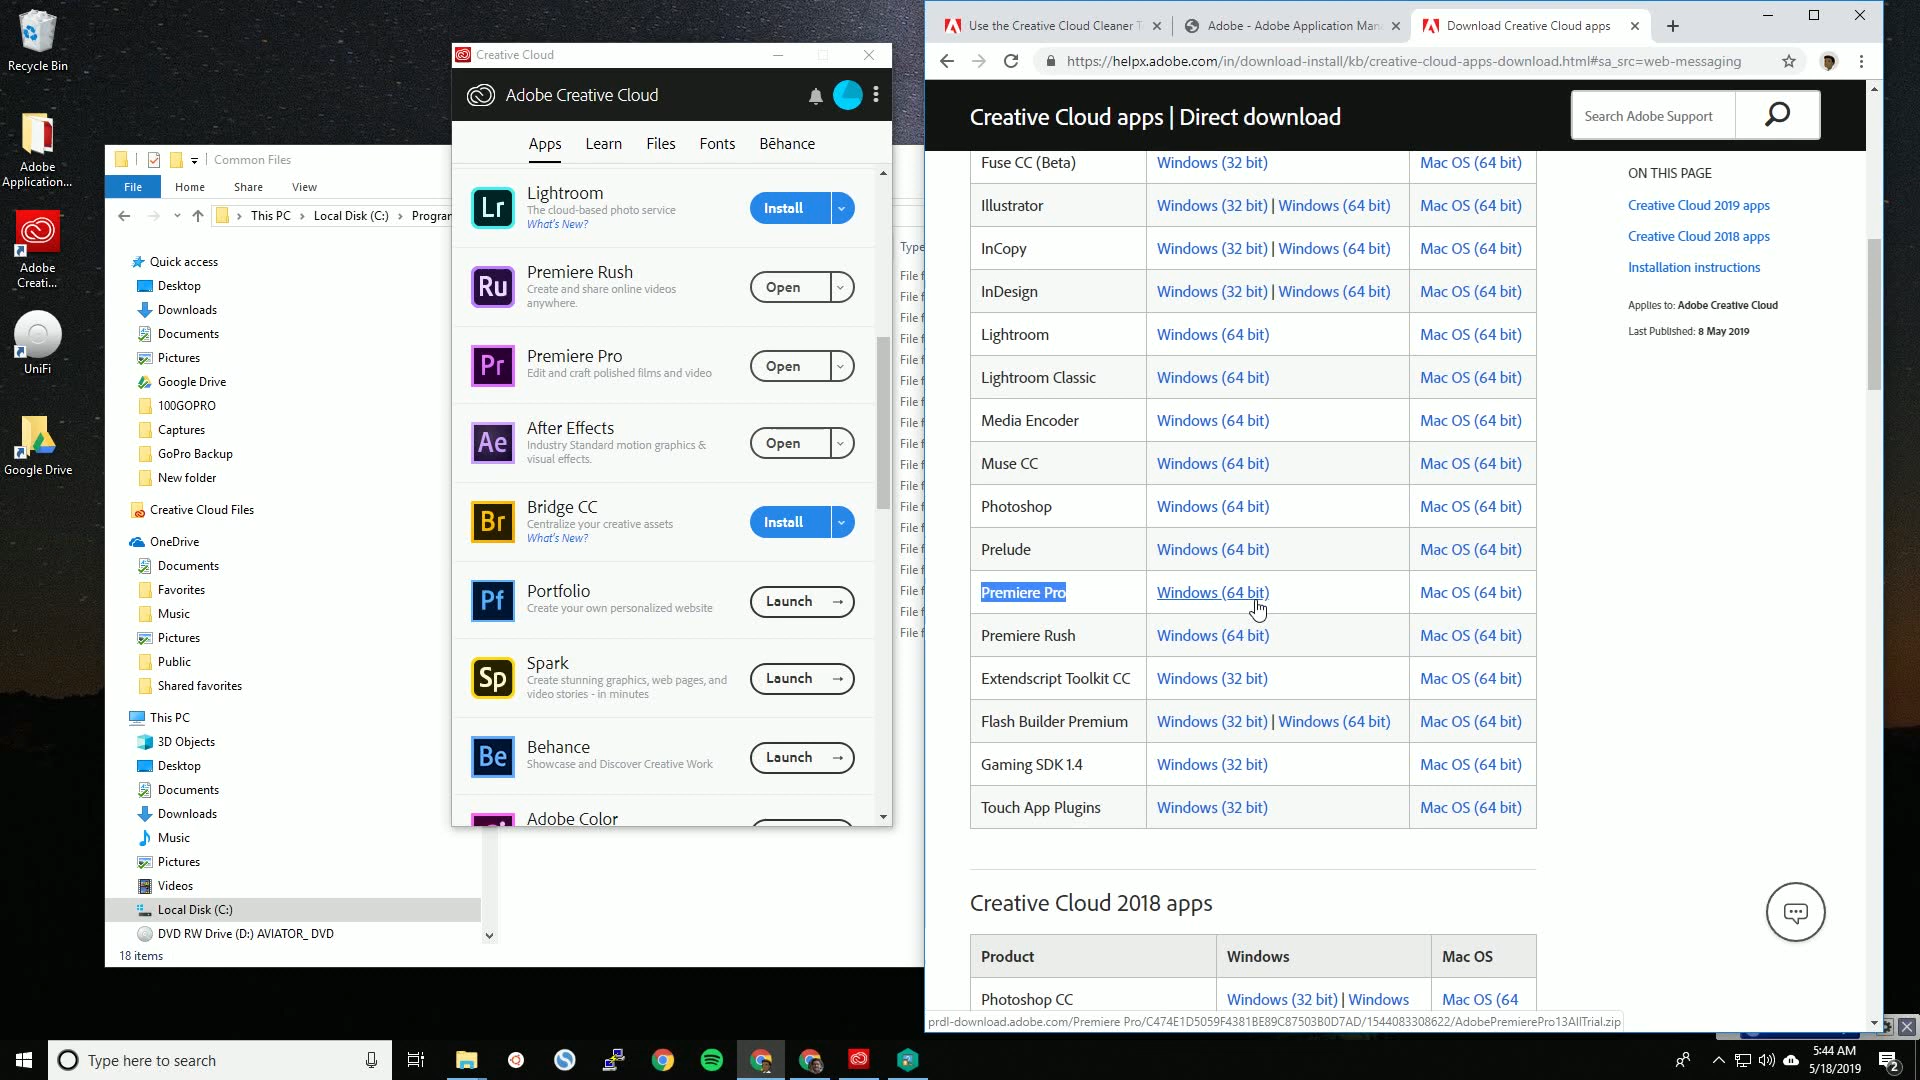 Recycle Bin
Adobe
Application...
Adobe
Creati...
UniFi
Google Drive
Common Files
File
Home
Share
View
This PC
Local Disk (C:)
Quick access
Desktop
Downloads
Documents
Pictures
Google Drive
100GOPRO
Captures
GoPro Backup
New folder
Creative Cloud Files
OneDrive
Documents
Favorites
Music
Pictures
Public
Shared favorites
This PC
3D Objects
Desktop
Documents
Downloads
Music
Pictures
Videos
Local Disk (C:)
DVD RW Drive (D:) AVIATOR_DVD
18 items
Creative Cloud
Adobe Creative Cloud
Apps
Learn
Files
Fonts
Bēhance
Lr
Lightroom
The cloud-based photo service
What's New?
Install
Ru
Premiere Rush
Create and share online videos
anywhere.
Open
Pr
Premiere Pro
Edit and craft polished films and video
Open
Ae
After Effects
Industry Standard motion graphics &
visual effects.
Open
Br
Bridge CC
Centralize your creative assets
What's New?
Install
Pf
Portfolio
Create your own personalized website
Launch →
Sp
Spark
Create stunning graphics, web pages, and
video stories - in minutes
Launch →
Be
Behance
Showcase and Discover Creative Work
Launch →
Adobe Color
Use the Creative Cloud Cleaner
Adobe - Adobe Application
Download Creative Cloud apps
https://helpx.adobe.com/in/download-install/kb/creative-cloud-apps-download.html#sa_src=web-messaging
Creative Cloud apps | Direct download
Search Adobe Support
Fuse CC (Beta) Windows (32 bit) Mac OS (64 bit)
Illustrator Windows (32 bit) | Windows (64 bit) Mac OS (64 bit)
InCopy Windows (32 bit) | Windows (64 bit) Mac OS (64 bit)
InDesign Windows (32 bit) | Windows (64 bit) Mac OS (64 bit)
Lightroom Windows (64 bit) Mac OS (64 bit)
Lightroom Classic Windows (64 bit) Mac OS (64 bit)
Media Encoder Windows (64 bit) Mac OS (64 bit)
Muse CC Windows (64 bit) Mac OS (64 bit)
Photoshop Windows (64 bit) Mac OS (64 bit)
Prelude Windows (64 bit) Mac OS (64 bit)
Premiere Pro Windows (64 bit) Mac OS (64 bit)
Premiere Rush Windows (64 bit) Mac OS (64 bit)
Extendscript Toolkit CC Windows (32 bit) Mac OS (64 bit)
Flash Builder Premium Windows (32 bit) | Windows (64 bit) Mac OS (64 bit)
Gaming SDK 1.4 Windows (32 bit) Mac OS (64 bit)
Touch App Plugins Windows (32 bit) Mac OS (64 bit)
Creative Cloud 2018 apps
Product Windows Mac OS
Photoshop CC Windows (32 bit) | Windows Mac OS (64
ON THIS PAGE
Creative Cloud 2019 apps
Creative Cloud 2018 apps
Installation instructions
Applies to: Adobe Creative Cloud
Last Published: 8 May 2019
prdl-download.adobe.com/Premiere Pro/C474E1D5059F4381BE89C87503B0D7AD/1544083308622/AdobePremierePro13AllTrial.zip
Type here to search
5:44 AM
5/18/2019
2